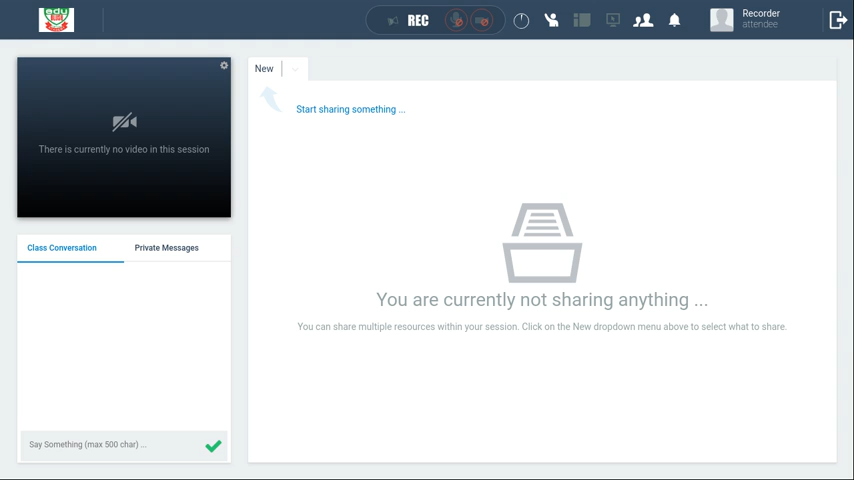 edu
REC
Recorder
attendee
There is currently no video in this session
New
Start sharing something ...
Class Conversation
Private Messages
You are currently not sharing anything ...
You can share multiple resources within your session. Click on the New dropdown menu above to select what to share.
Say Something (max 500 char) ...